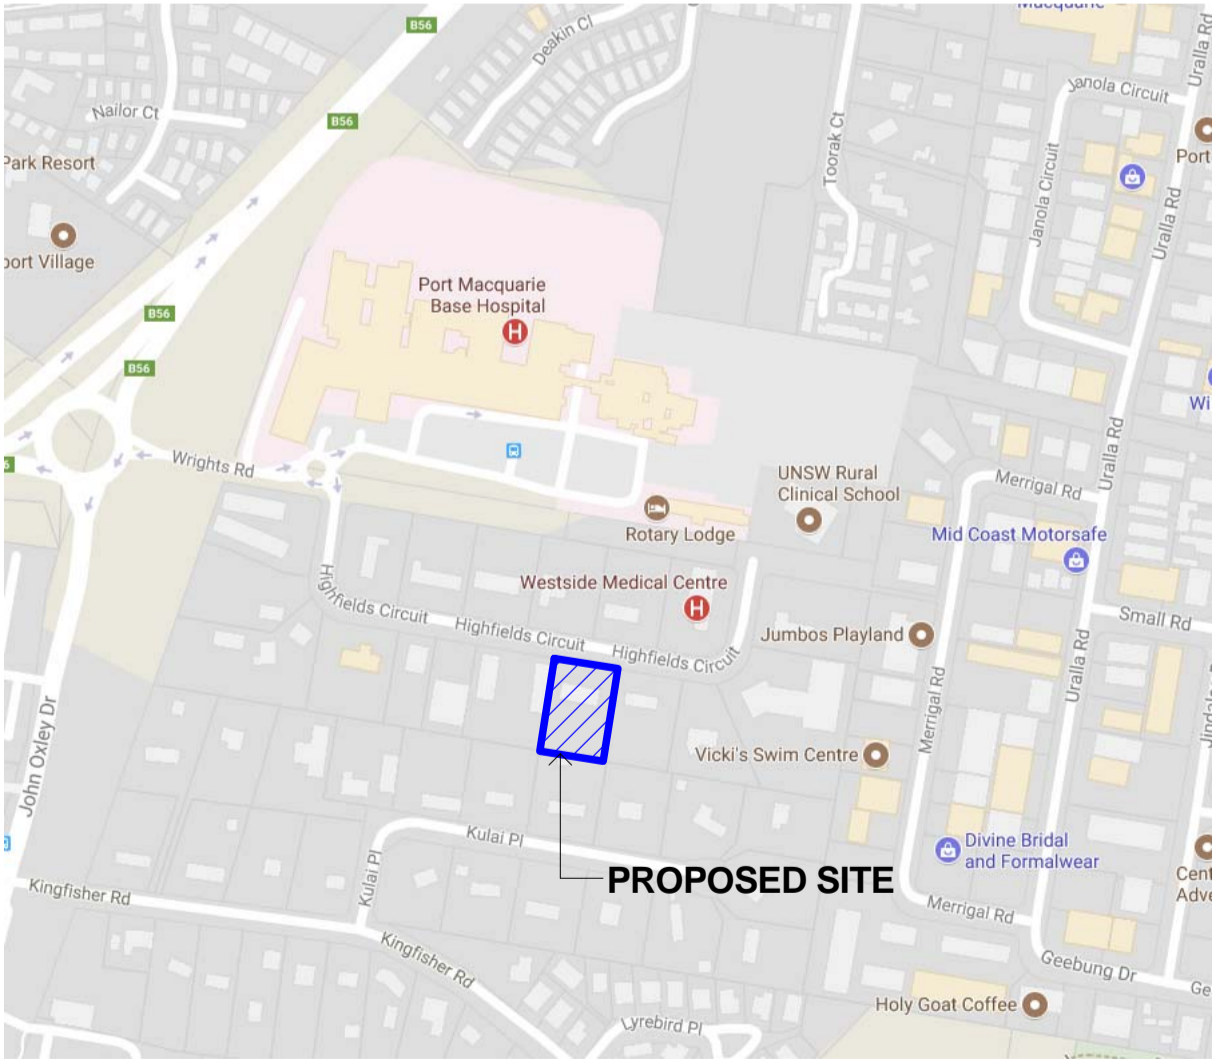 Macquarie
B56
Deakin Cl
Uralla Rd
Janola Circuit
Nailor Ct
B56
Park Resort
Toorak Ct
Port
Janola Circuit
Uralla Rd
port Village
Port Macquarie
Base Hospital
H
B56
B56
Wi
Uralla Rd
Wrights Rd
UNSW Rural
Clinical School
Merrigal Rd
Rotary Lodge
Mid Coast Motorsafe
Westside Medical Centre
H
Highfields Circuit
Highfields Circuit
Highfields Circuit
Small Rd
Jumbos Playland
Uralla Rd
Merrigal Rd
John Oxley Dr
Vicki's Swim Centre
Kulai Pl
Kulai Pl
Divine Bridal
and Formalwear
PROPOSED SITE
Cent
Adve
Kingfisher Rd
Merrigal Rd
Kingfisher Rd
Geebung Dr
Ge
Holy Goat Coffee
Lyrebird Pl